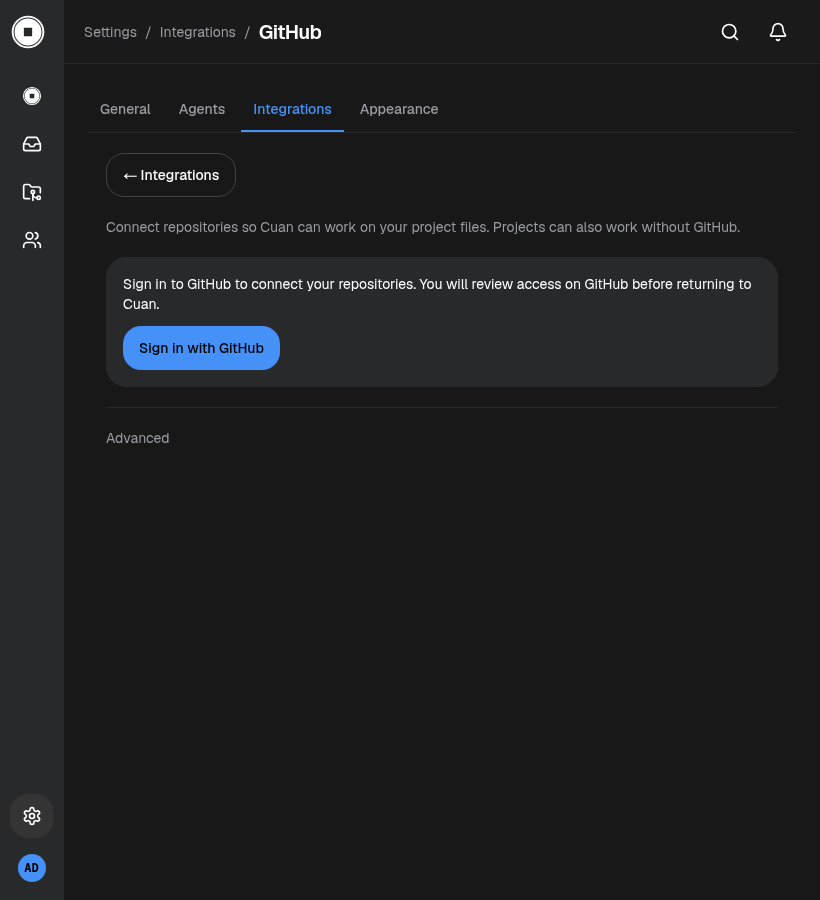 Settings / Integrations / GitHub
General Agents Integrations Appearance
← Integrations
Connect repositories so Cuan can work on your project files. Projects can also work without GitHub.
Sign in to GitHub to connect your repositories. You will review access on GitHub before returning to
Cuan.
Sign in with GitHub
Advanced
AD